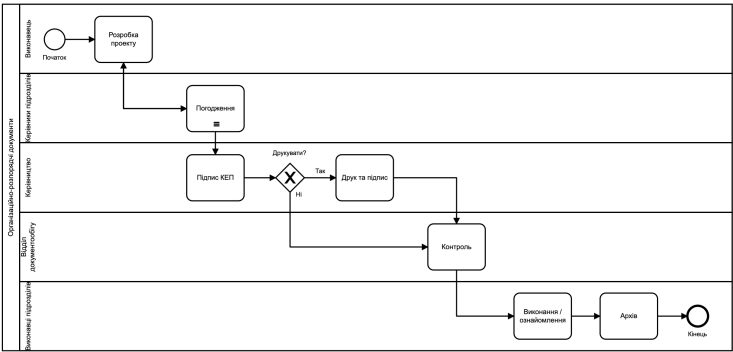 Організаційно-розпорядчі документи
Виконавець
Початок
Розробка
проекту
Керівники підрозділів
Погодження
Керівництво
Підпис КЕП
Друкувати?
Так
Ні
Друк та підпис
Відділ
документообігу
Контроль
Виконавці підрозділів
Виконання /
ознайомлення
Архів
Кінець